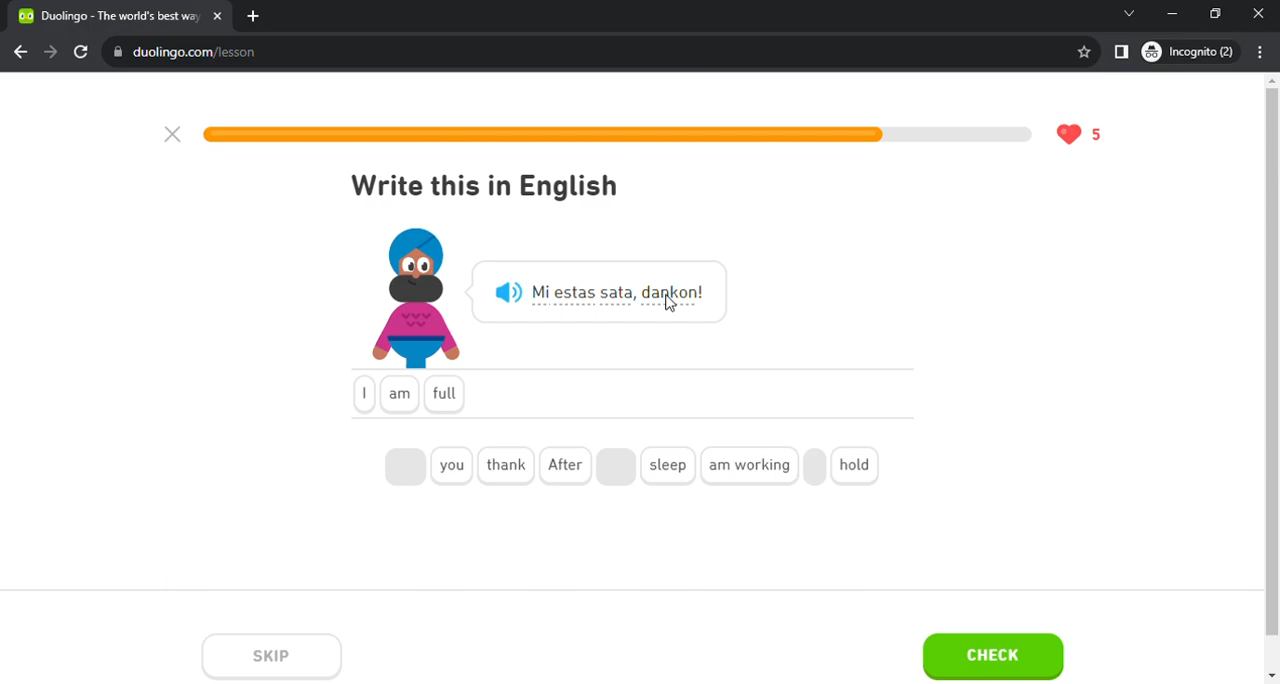 Duolingo - The world's best way
duolingo.com/lesson
Incognito (2)
5
Write this in English
Mi estas sata, dankon!
I am full
you thank After sleep am working hold
SKIP
CHECK